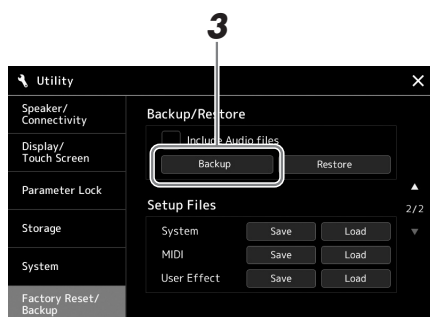 3
Utility
Speaker/
Connectivity
Display/
Touch Screen
Parameter Lock
Storage
System
Factory Reset/
Backup
Backup/Restore
Include Audio files
Backup Restore
Setup Files
System Save Load
MIDI Save Load
User Effect Save Load
2/2